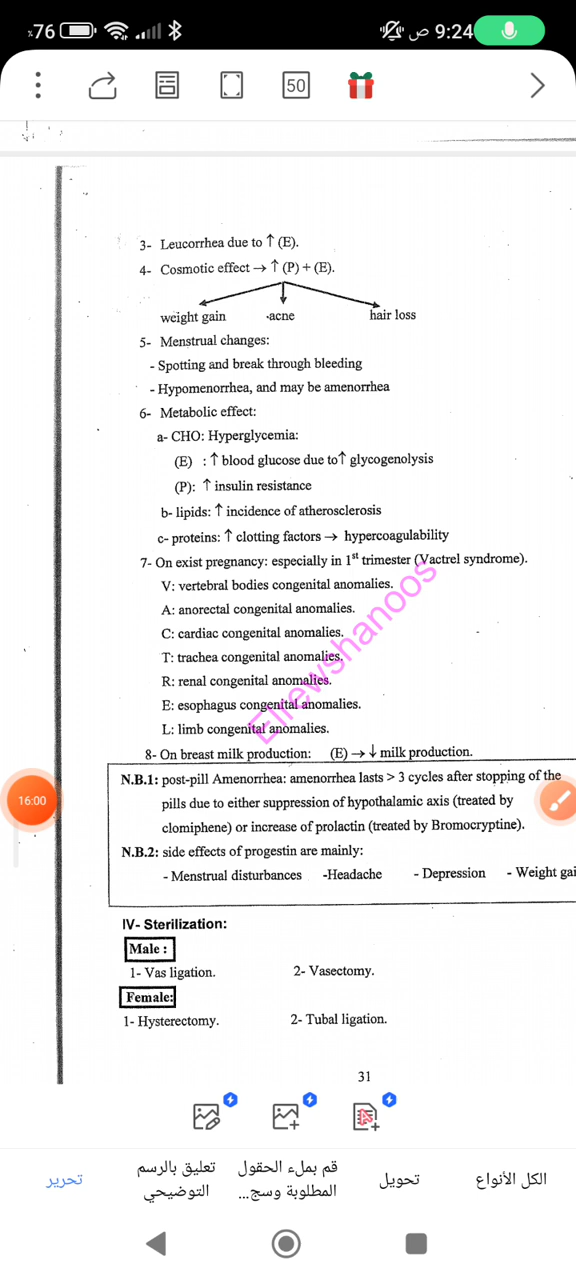 %76
9:24 ص
50
3- Leucorrhea due to ↑ (E).
4- Cosmotic effect → ↑ (P) + (E).
weight gain -acne hair loss
5- Menstrual changes:
- Spotting and break through bleeding
- Hypomenorrhea, and may be amenorrhea
6- Metabolic effect:
a- CHO: Hyperglycemia:
(E) : ↑ blood glucose due to↑ glycogenolysis
(P): ↑ insulin resistance
b- lipids: ↑ incidence of atherosclerosis
c- proteins: ↑ clotting factors → hypercoagulability
7- On exist pregnancy: especially in 1st trimester (Vactrel syndrome).
V: vertebral bodies congenital anomalies.
A: anorectal congenital anomalies.
C: cardiac congenital anomalies.
T: trachea congenital anomalies.
R: renal congenital anomalies.
E: esophagus congenital anomalies.
L: limb congenital anomalies.
Elrewshanoos
8- On breast milk production: (E) → ↓ milk production.
N.B.1: post-pill Amenorrhea: amenorrhea lasts > 3 cycles after stopping of the
pills due to either suppression of hypothalamic axis (treated by
clomiphene) or increase of prolactin (treated by Bromocryptine).
16:00
N.B.2: side effects of progestin are mainly:
- Menstrual disturbances -Headache - Depression - Weight gai
IV- Sterilization:
Male :
1- Vas ligation. 2- Vasectomy.
Female:
1- Hysterectomy. 2- Tubal ligation.
31
الكل الأنواع
تحويل
قم بملء الحقول
المطلوبة وسج...
تعليق بالرسم
التوضيحي
تحرير